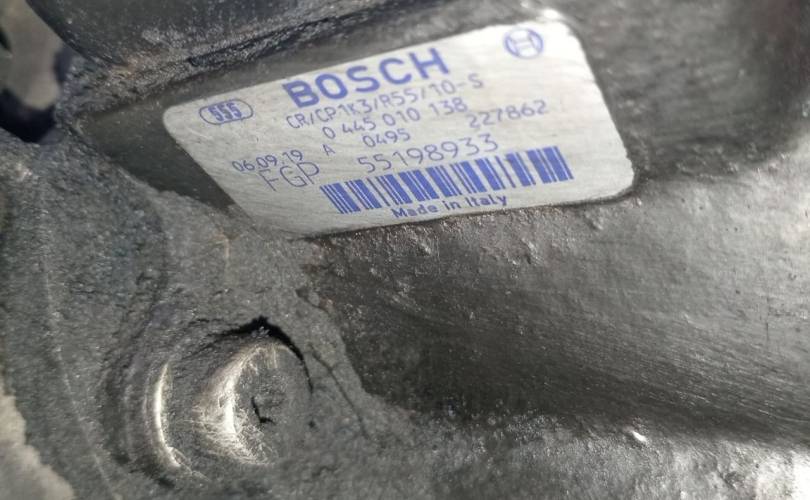 BOSCH
555
CR/CP1K3/R55/10-S
0 445 010 138
A 0495 227862
06.09.19
FGP 55198933
Made in Italy